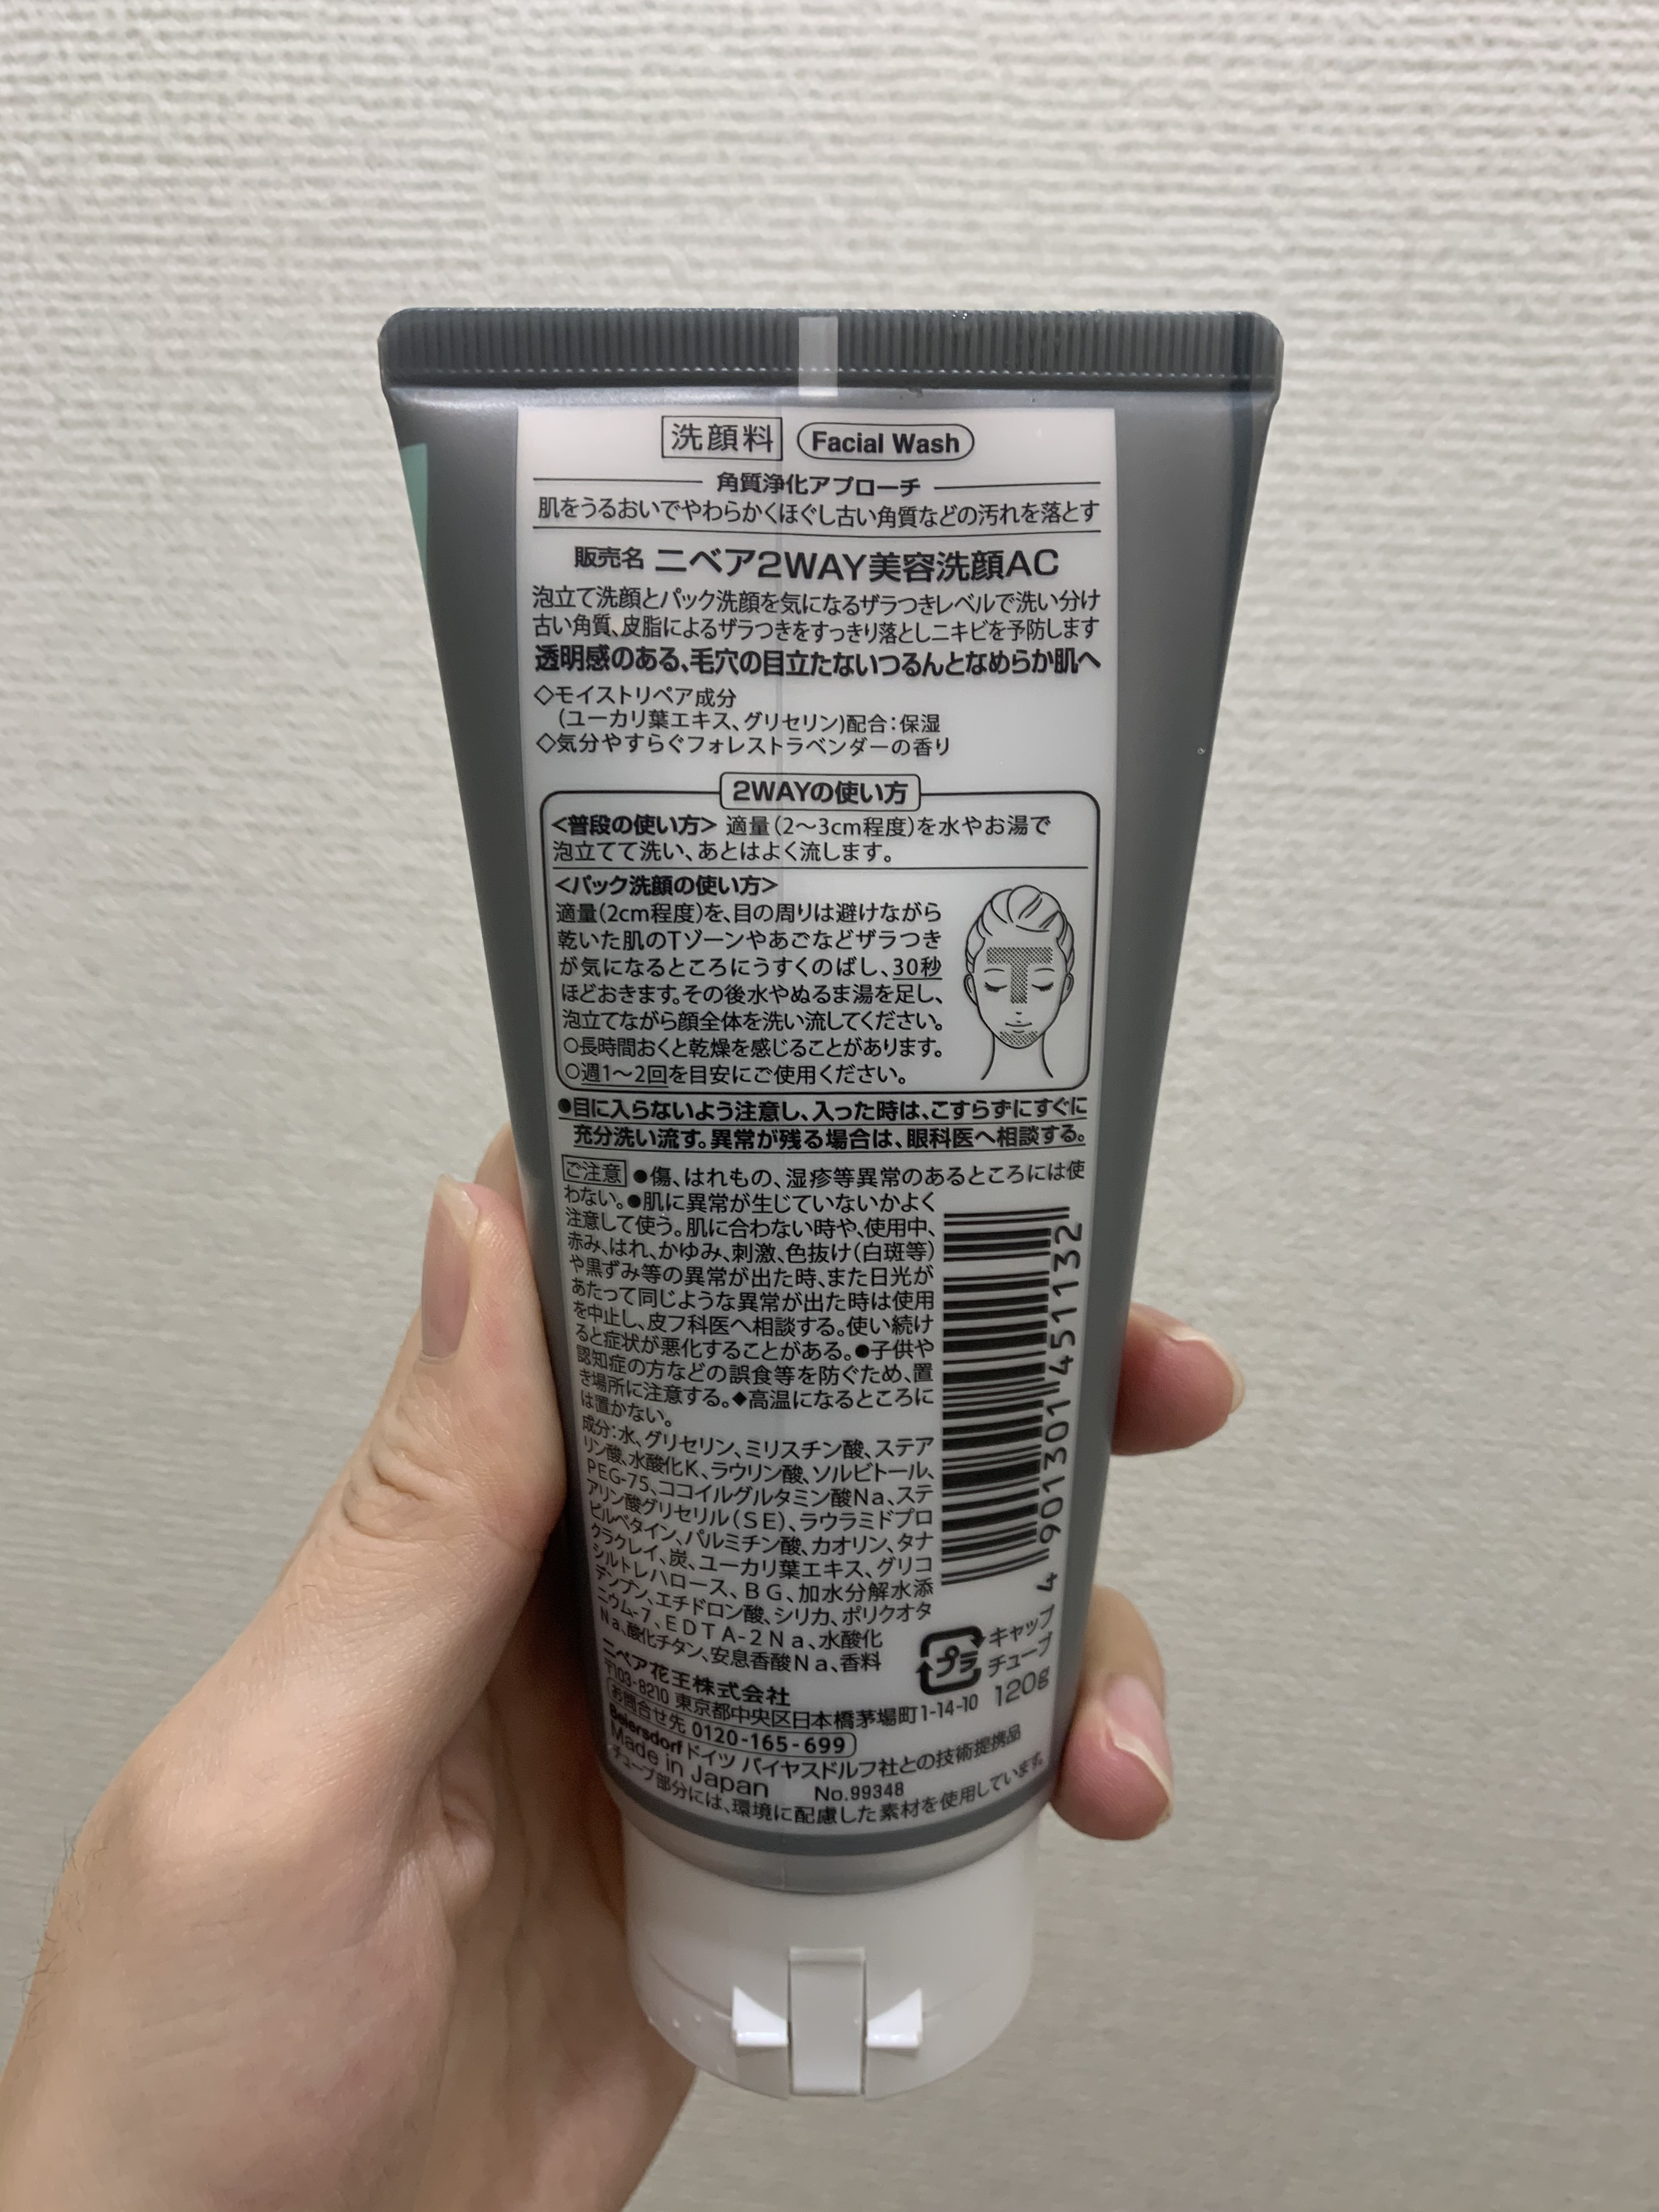 洗顔料 Facial Wash
角質浄化アプローチ
肌をうるおいでやわらかくほぐし古い角質などの汚れを落とす
販売名 ニベア2WAY美容洗顔AC
泡立て洗顔とパック洗顔を気になるザラつきレベルで洗い分け
古い角質、皮脂によるザラつきをすっきり落としニキビを予防します
透明感のある、毛穴の目立たないつるんとなめらか肌へ
◇モイストリペア成分
(ユーカリ葉エキス、グリセリン)配合:保湿
◇気分やすらぐフォレストラベンダーの香り
2WAYの使い方
<普段の使い方> 適量(2〜3cm程度)を水やお湯で
泡立てて洗い、あとはよく流します。
<パック洗顔の使い方>
適量(2cm程度)を、目の周りは避けながら
乾いた肌のTゾーンやあごなどザラつき
が気になるところにうすくのばし、30秒
ほどおきます。その後水やぬるま湯を足し、
泡立てながら顔全体を洗い流してください。
○長時間おくと乾燥を感じることがあります。
○週1〜2回を目安にご使用ください。
T
●目に入らないよう注意し、入った時は、こすらずにすぐに
充分洗い流す。異常が残る場合は、眼科医へ相談する。
ご注意 ●傷、はれもの、湿疹等異常のあるところには使
わない。●肌に異常が生じていないかよく
注意して使う。肌に合わない時や、使用中、
赤み、はれ、かゆみ、刺激、色抜け(白斑等)
や黒ずみ等の異常が出た時、また日光が
あたって同じような異常が出た時は使用
を中止し、皮フ科医へ相談する。使い続け
ると症状が悪化することがある。●子供や
認知症の方などの誤食等を防ぐため、置
き場所に注意する。◆高温になるところに
は置かない。
成分:水、グリセリン、ミリスチン酸、ステア
リン酸、水酸化K、ラウリン酸、ソルビトール、
PEG-75、ココイルグルタミン酸Na、ステ
アリン酸グリセリル(SE)、ラウラミドプロ
ピルベタイン、パルミチン酸、カオリン、タナ
クラクレイ、炭、ユーカリ葉エキス、グリコ
シルトレハロース、BG、加水分解水添
デンプン、エチドロン酸、シリカ、ポリクオタ
ニウム-7、EDTA-2Na、水酸化
Na、酸化チタン、安息香酸Na、香料
4 901301 451132
プラ
キャップ
チューブ
120g
ニベア花王株式会社
〒103-8210 東京都中央区日本橋茅場町1-14-10
お問合せ先 0120-165-699
Beiersdorf ドイツ バイヤスドルフ社との技術提携品
Made in Japan No.99348
チューブ部分には、環境に配慮した素材を使用しています。